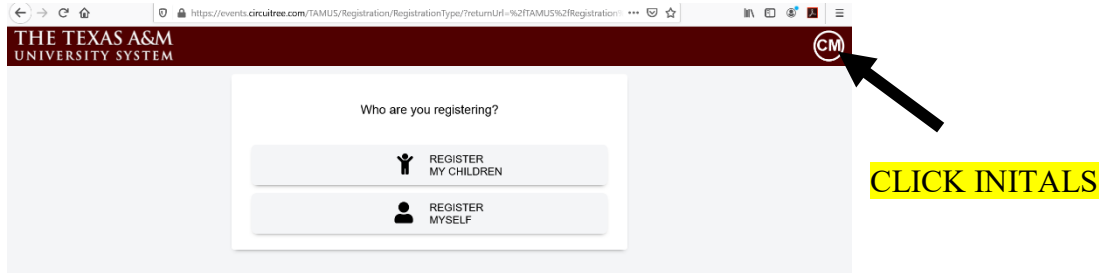 https://events.circuitree.com/TAMUS/Registration/RegistrationType/?returnUrl=%2fTAMUS%2fRegistration
THE TEXAS A&M
UNIVERSITY SYSTEM
CM
Who are you registering?
REGISTER
MY CHILDREN
REGISTER
MYSELF
CLICK INITALS